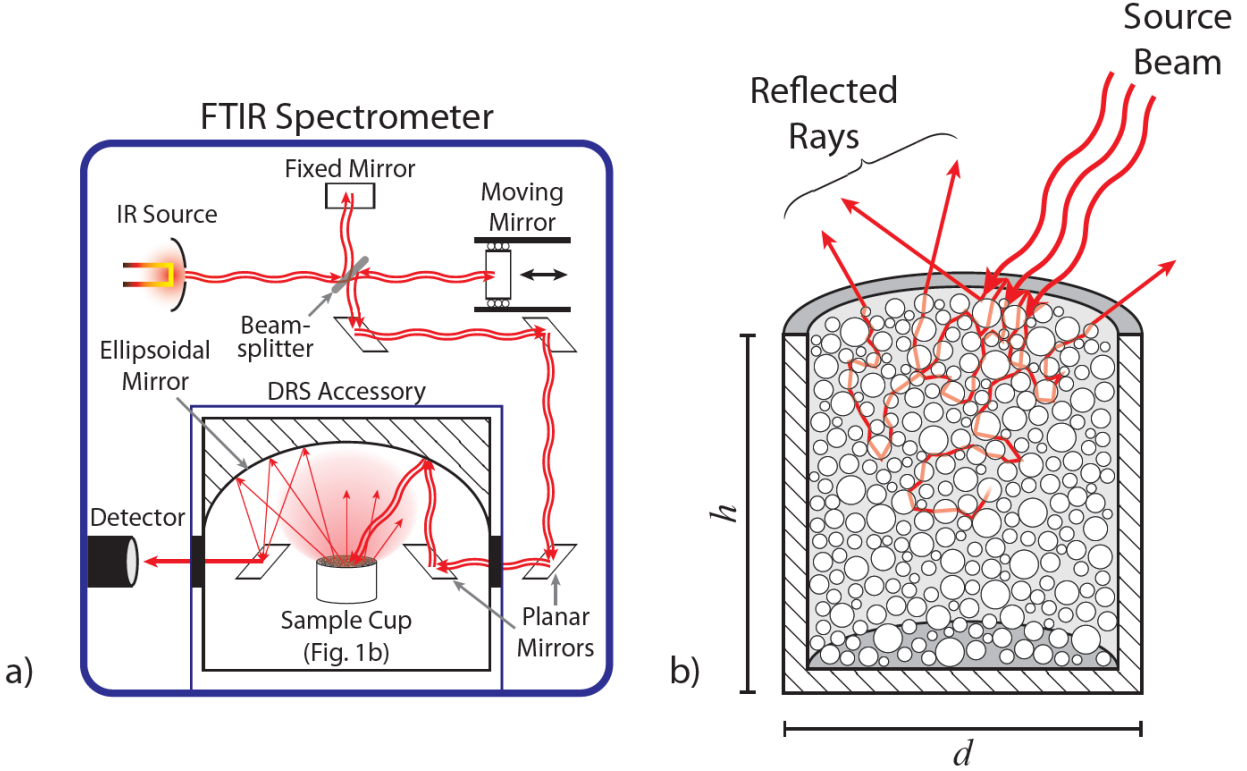 FTIR Spectrometer
Fixed Mirror
IR Source
Moving
Mirror
Beam-
splitter
Ellipsoidal
Mirror
DRS Accessory
Detector
Sample Cup
(Fig. 1b)
Planar
Mirrors
a)
Source
Beam
Reflected
Rays
h
b)
d